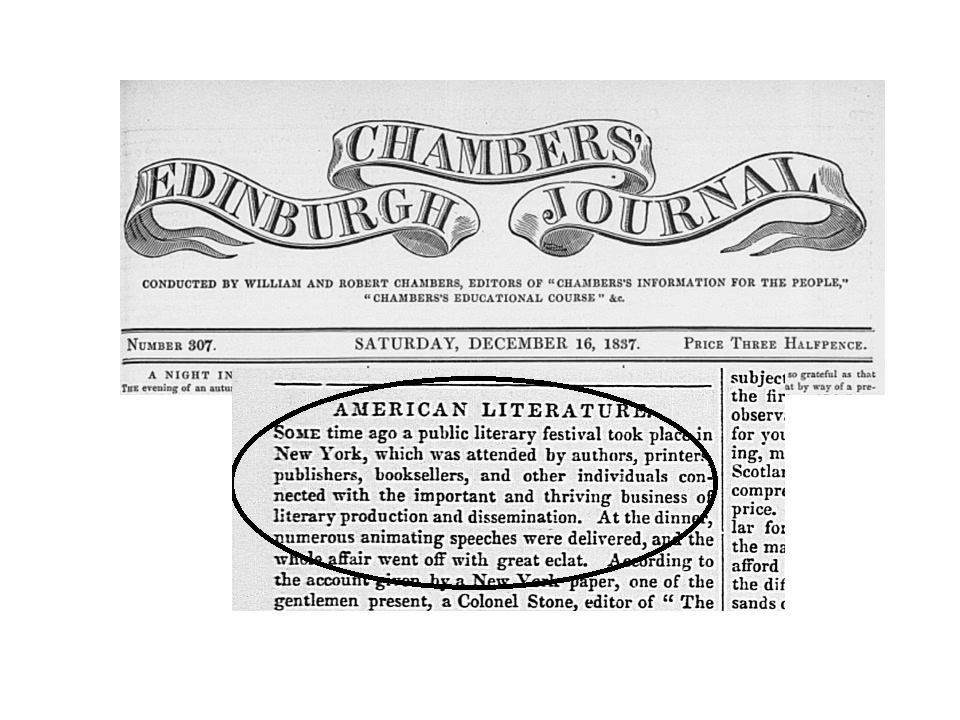 CHAMBERS'
EDINBURGH JOURNAL
CONDUCTED BY WILLIAM AND ROBERT CHAMBERS, EDITORS OF "CHAMBERS'S INFORMATION FOR THE PEOPLE,"
"CHAMBERS'S EDUCATIONAL COURSE" &c.
NUMBER 307. SATURDAY, DECEMBER 16, 1837. PRICE THREE HALFPENCE.
A NIGHT IN
THE evening of an autu
so grateful as that
at by way of a pre-
AMERICAN LITERATURE.
SOME time ago a public literary festival took place in
New York, which was attended by authors, printers
publishers, booksellers, and other individuals con-
nected with the important and thriving business of
literary production and dissemination. At the dinner,
numerous animating speeches were delivered, and the
whole affair went off with great eclat. According to
the account given by a New York paper, one of the
gentlemen present, a Colonel Stone, editor of " The
subject
the fir
observ
for you
ing, m
Scotlan
compre
price.
lar for
the ma
afford
the dif
sands